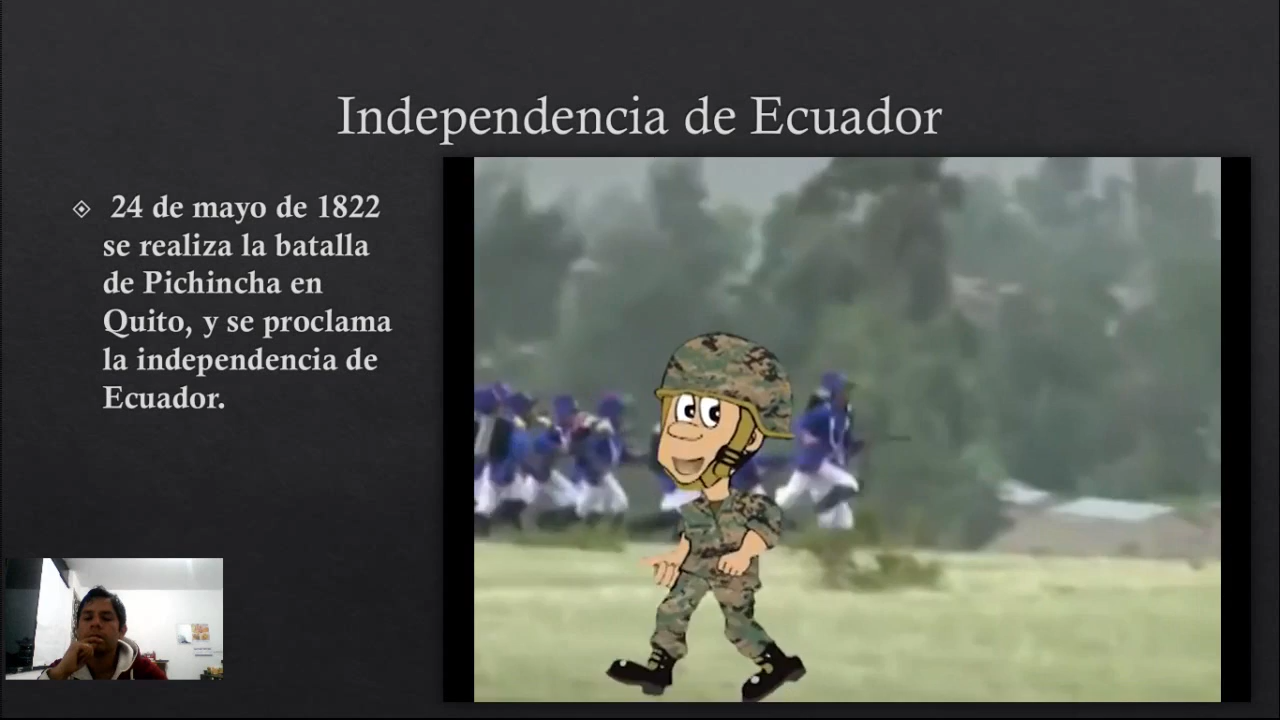 Independencia de Ecuador
24 de mayo de 1822
se realiza la batalla
de Pichincha en
Quito, y se proclama
la independencia de
Ecuador.